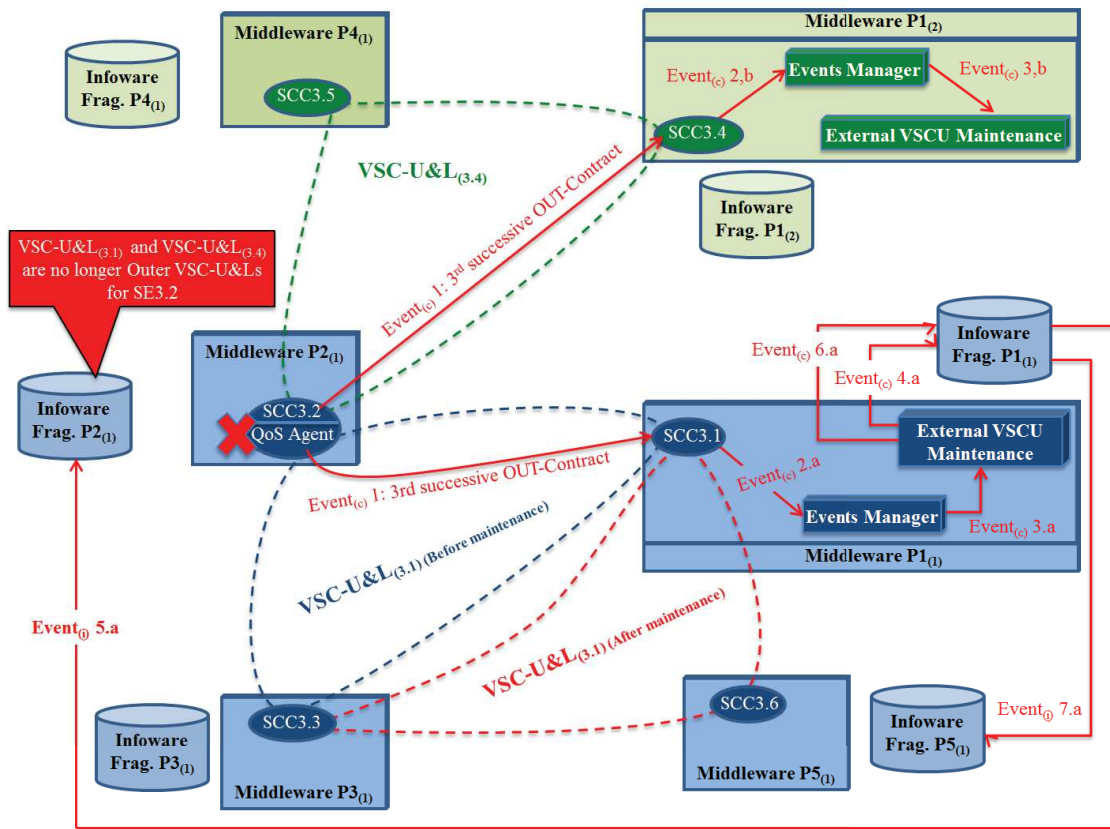 Middleware P4(1)
Infoware
Frag. P4(1)
SCC3.5
Middleware P1(2)
Events Manager
Event(c) 2,b
Event(c) 3,b
SCC3.4
External VSCU Maintenance
Infoware
Frag. P1(2)
VSC-U&L(3.4)
Event(c) 1: 3rd successive OUT-Contract
VSC-U&L(3.1) and VSC-U&L(3.4)
are no longer Outer VSC-U&Ls
for SE3.2
Infoware
Frag. P2(1)
Middleware P2(1)
SCC3.2
QoS Agent
Event(c) 1: 3rd successive OUT-Contract
Infoware
Frag. P1(1)
Event(c) 6.a
Event(c) 4.a
SCC3.1
External VSCU
Maintenance
Event(c) 2.a
Events Manager
Event(c) 3.a
Middleware P1(1)
VSC-U&L(3.1) (Before maintenance)
VSC-U&L(3.1) (After maintenance)
Event(i) 5.a
Infoware
Frag. P3(1)
SCC3.3
Middleware P3(1)
SCC3.6
Middleware P5(1)
Infoware
Frag. P5(1)
Event(i) 7.a